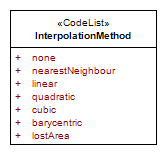 «CodeList»
InterpolationMethod
+ none
+ nearestNeighbour
+ linear
+ quadratic
+ cubic
+ barycentric
+ lostArea